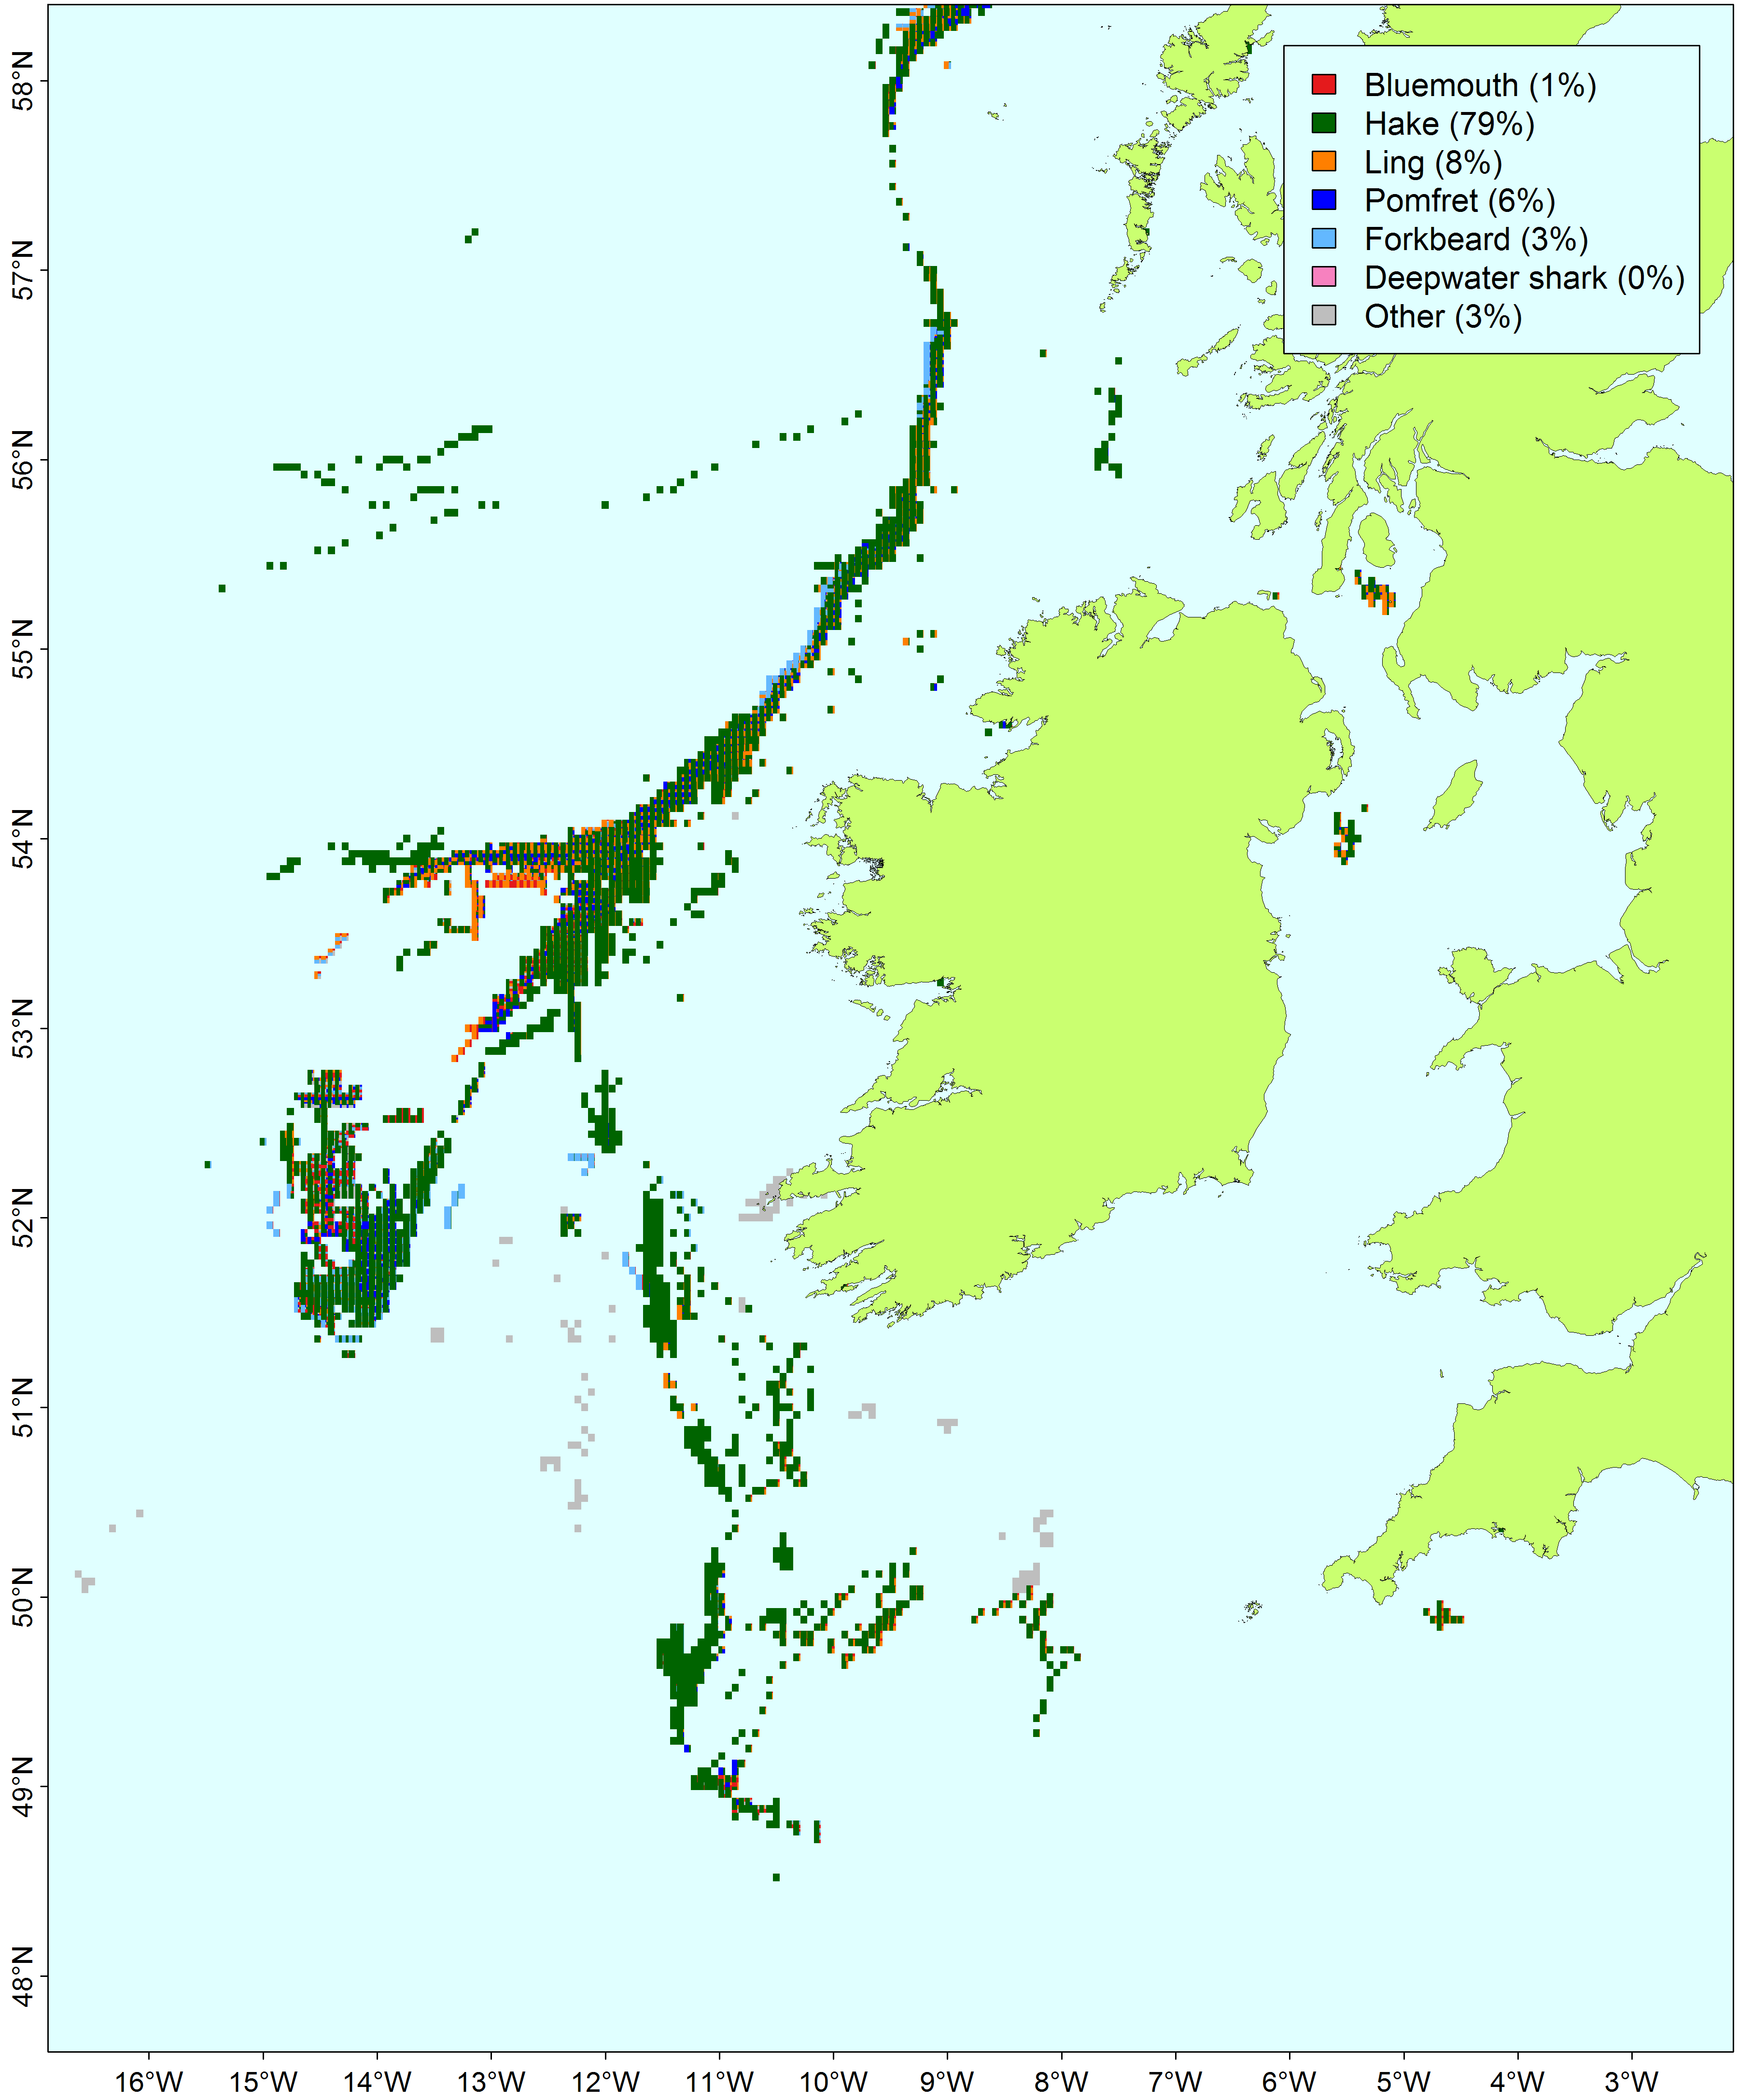 Bluemouth (1%)
Hake (79%)
Ling (8%)
Pomfret (6%)
Forkbeard (3%)
Deepwater shark (0%)
Other (3%)
58°N
57°N
56°N
55°N
54°N
53°N
52°N
51°N
50°N
49°N
48°N
16°W 15°W 14°W 13°W 12°W 11°W 10°W 9°W 8°W 7°W 6°W 5°W 4°W 3°W